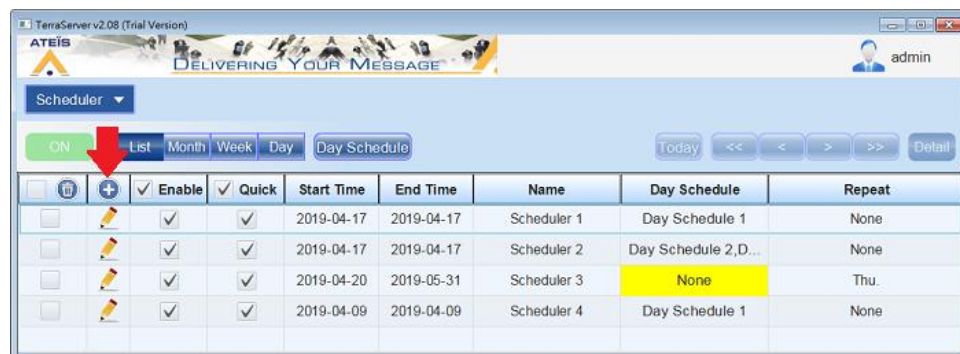 TerraServer v2.08 (Trial Version)
ATEÏS
DELIVERING YOUR MESSAGE
admin
Scheduler
ON List Month Week Day Day Schedule Today << < > >> Detail
Enable Quick Start Time End Time Name Day Schedule Repeat
2019-04-17 2019-04-17 Scheduler 1 Day Schedule 1 None
2019-04-17 2019-04-17 Scheduler 2 Day Schedule 2,D... None
2019-04-20 2019-05-31 Scheduler 3 None Thu.
2019-04-09 2019-04-09 Scheduler 4 Day Schedule 1 None